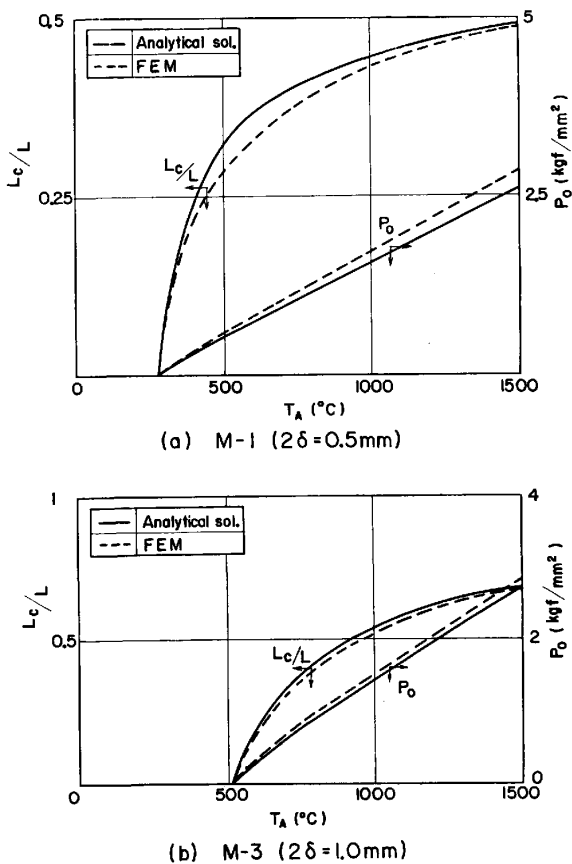 0.5
5
Analytical sol.
FEM
Lc/L
Lc/L
0.25
2.5
P₀ (kgf/mm²)
P₀
0
500
1000
1500
T_A (°C)
(a) M-1 (2δ=0.5mm)
1
4
Analytical sol.
FEM
Lc/L
P₀ (kgf/mm²)
0.5
2
Lc/L
P₀
0
0
500
1000
1500
T_A (°C)
(b) M-3 (2δ=1.0mm)